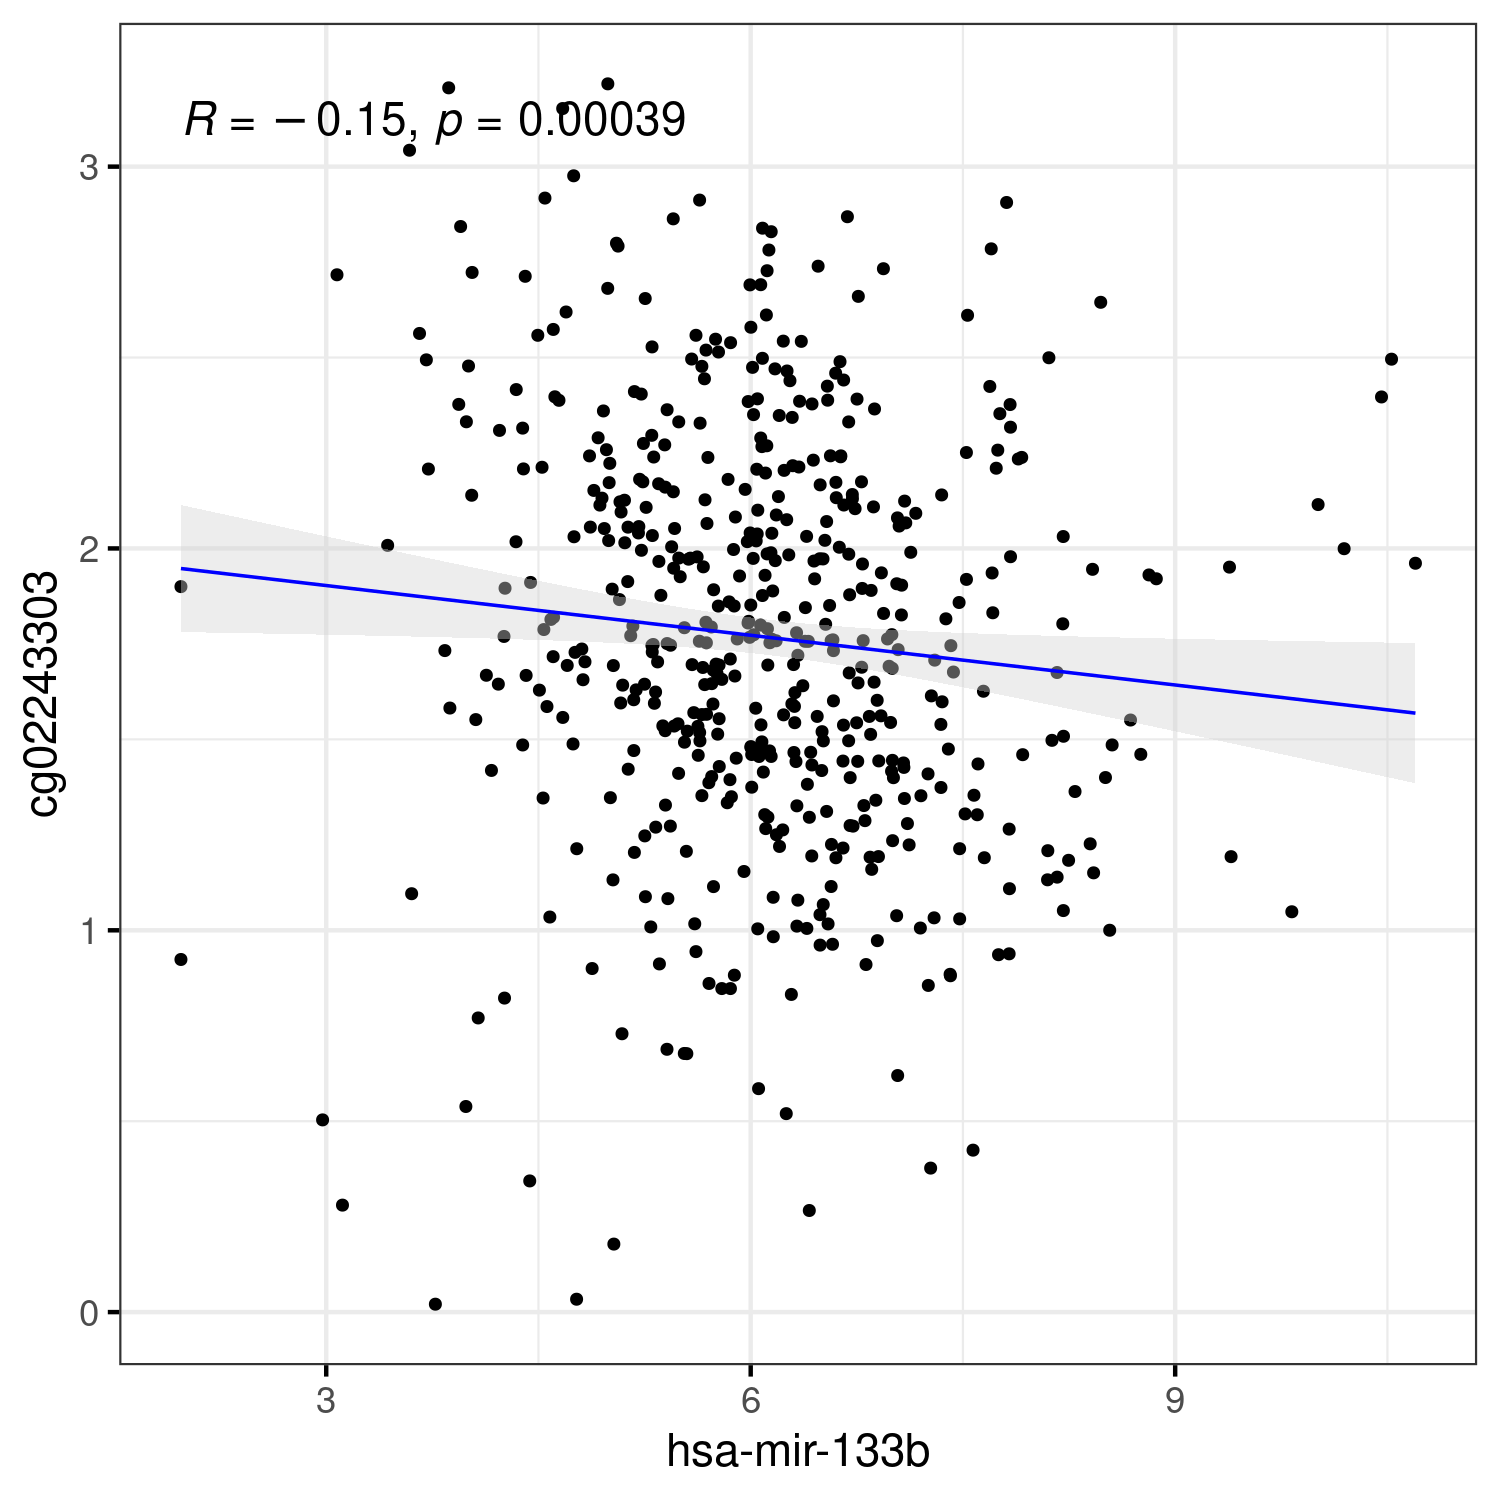 R = −0.15, p = 0.00039
3
2
1
0
cg02243303
3 6 9
hsa-mir-133b